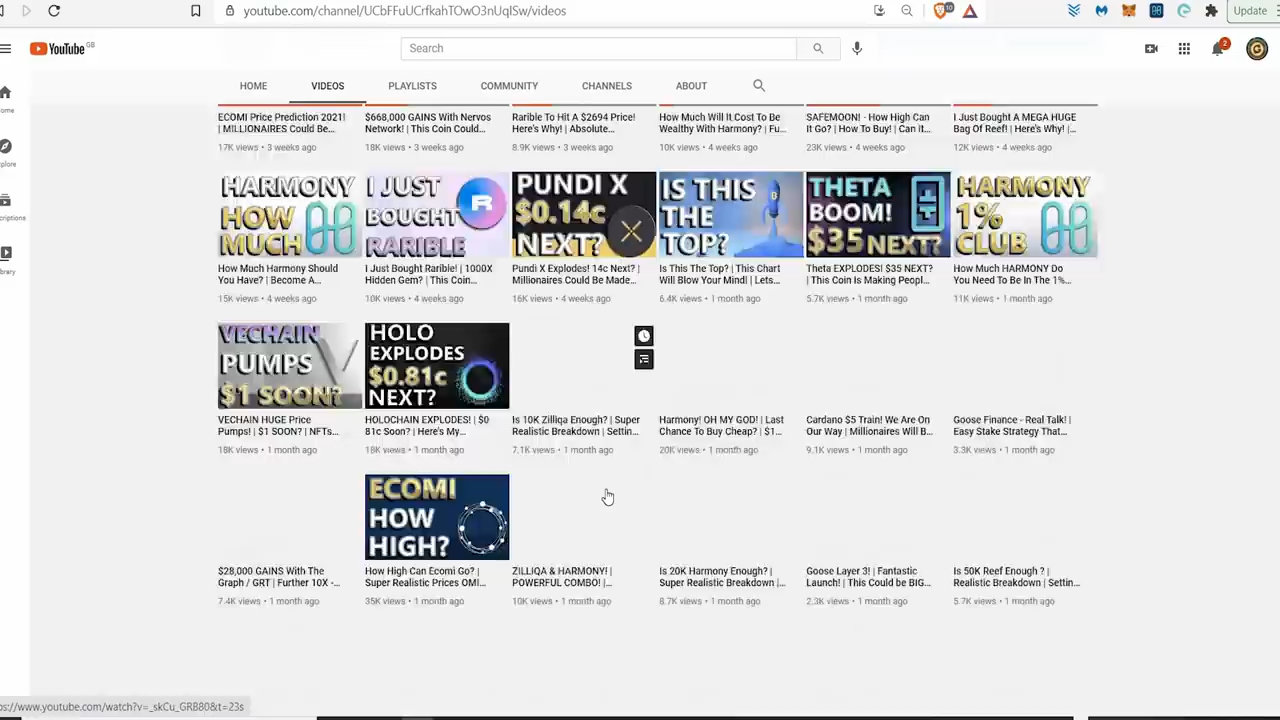 youtube.com/channel/UCbFFuUCrfkahTOwO3nUqISw/videos
10
Update
YouTube GB
Search
2
HOME VIDEOS PLAYLISTS COMMUNITY CHANNELS ABOUT
ECOMI Price Prediction 2021!
| MILLIONAIRES Could Be...
17K views • 3 weeks ago
$668,000 GAINS With Nervos
Network! | This Coin Could...
18K views • 3 weeks ago
Rarible To Hit A $2694 Price!
Here's Why! | Absolute...
8.9K views • 3 weeks ago
How Much Will It Cost To Be
Wealthy With Harmony? | Fu...
10K views • 4 weeks ago
SAFEMOON! - How High Can
It Go? | How To Buy! | Can it...
23K views • 4 weeks ago
I Just Bought A MEGA HUGE
Bag Of Reef! | Here's Why! |...
12K views • 4 weeks ago
HARMONY
HOW
MUCH
How Much Harmony Should
You Have? | Become A...
15K views • 4 weeks ago
I JUST
BOUGHT
RARIBLE
R
I Just Bought Rarible! | 1000X
Hidden Gem? | This Coin...
10K views • 4 weeks ago
PUNDI X
$0.14c
NEXT?
Pundi X Explodes! 14c Next? |
Millionaires Could Be Made...
16K views • 4 weeks ago
IS THIS
THE
TOP?
Is This The Top? | This Chart
Will Blow Your Mind! | Lets...
6.4K views • 1 month ago
THETA
BOOM!
$35 NEXT?
Theta EXPLODES! $35 NEXT?
| This Coin Is Making Peopl...
5.7K views • 1 month ago
HARMONY
1%
CLUB
How Much HARMONY Do
You Need To Be In The 1%...
11K views • 1 month ago
VECHAIN
PUMPS
$1 SOON?
VECHAIN HUGE Price
Pumps! | $1 SOON? | NFTs...
18K views • 1 month ago
HOLO
EXPLODES
$0.81c
NEXT?
HOLOCHAIN EXPLODES! | $0
81c Soon? | Here's My...
18K views • 1 month ago
Is 10K Zilliqa Enough? | Super
Realistic Breakdown | Settin...
7.1K views • 1 month ago
Harmony! OH MY GOD! | Last
Chance To Buy Cheap? | $1...
20K views • 1 month ago
Cardano $5 Train! We Are On
Our Way | Millionaires Will B...
9.1K views • 1 month ago
Goose Finance - Real Talk! |
Easy Stake Strategy That...
3.3K views • 1 month ago
$28,000 GAINS With The
Graph / GRT | Further 10X -...
7.4K views • 1 month ago
ECOMI
HOW
HIGH?
How High Can Ecomi Go? |
Super Realistic Prices OMI...
35K views • 1 month ago
ZILLIQA & HARMONY! |
POWERFUL COMBO! |...
10K views • 1 month ago
Is 20K Harmony Enough? |
Super Realistic Breakdown |...
8.7K views • 1 month ago
Goose Layer 3! | Fantastic
Launch! | This Could be BIG...
2.3K views • 1 month ago
Is 50K Reef Enough ? |
Realistic Breakdown | Settin...
5.7K views • 1 month ago
ps://www.youtube.com/watch?v=_skCu_GRB80&t=23s